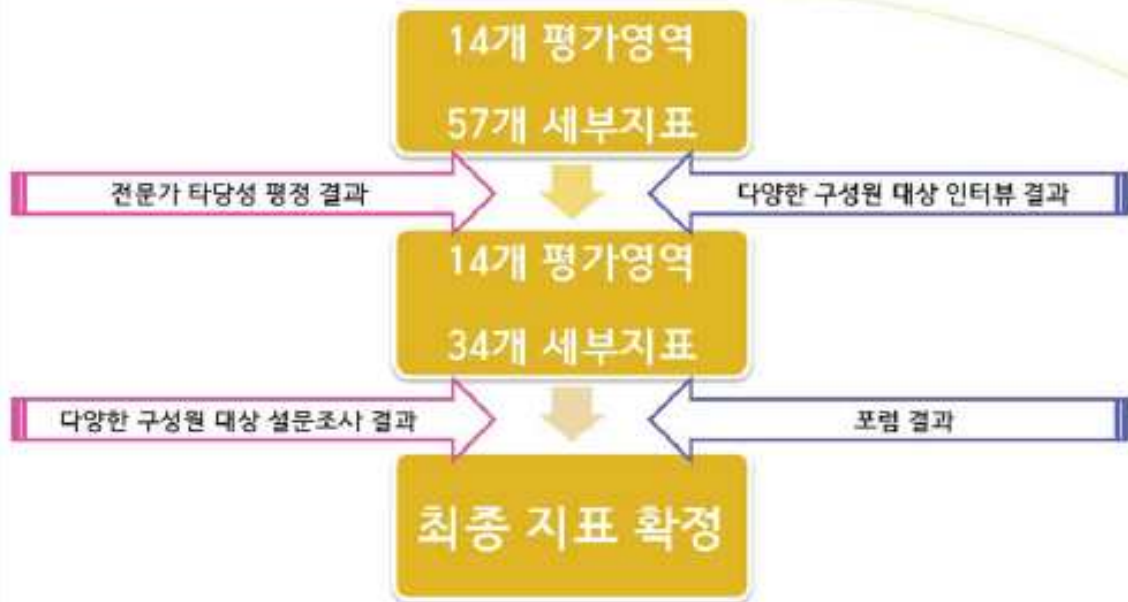 14개 평가영역
57개 세부지표
전문가 타당성 평정 결과
다양한 구성원 대상 인터뷰 결과
14개 평가영역
34개 세부지표
다양한 구성원 대상 설문조사 결과
포럼 결과
최종 지표 확정